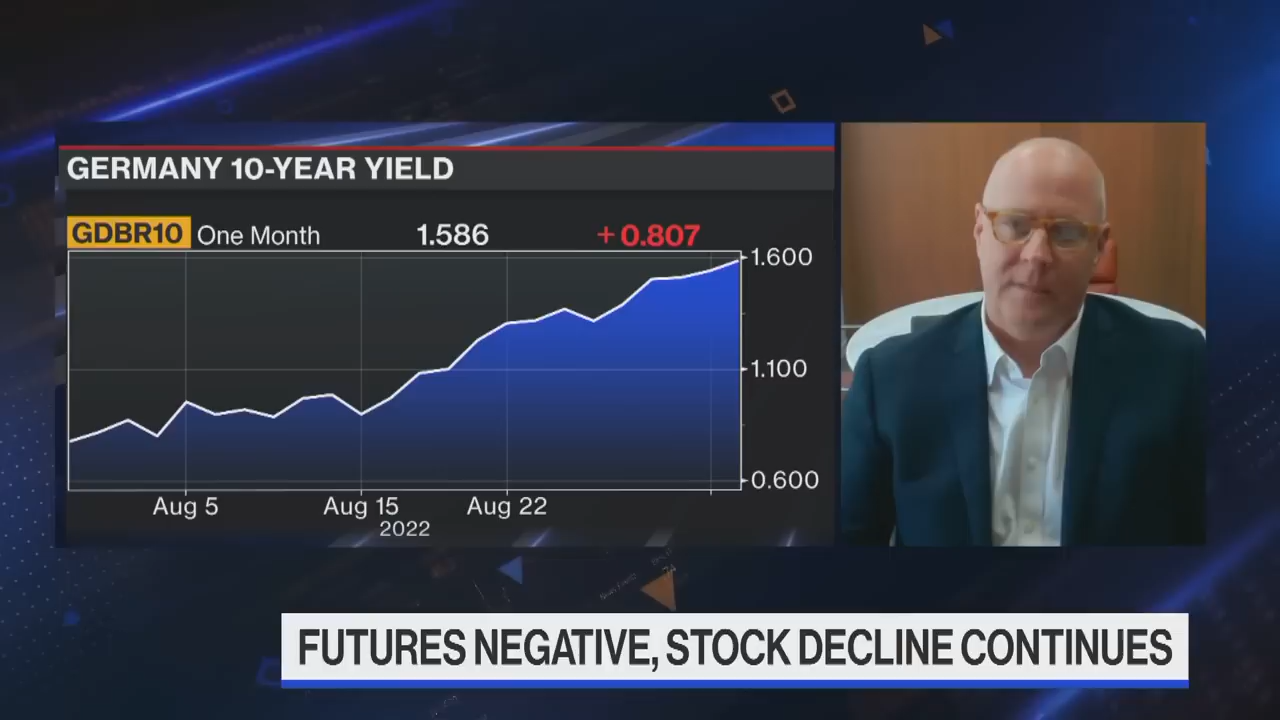 GERMANY 10-YEAR YIELD
GDBR10 One Month 1.586 +0.807
1.600
1.100
0.600
Aug 5 Aug 15 Aug 22
2022
FUTURES NEGATIVE, STOCK DECLINE CONTINUES